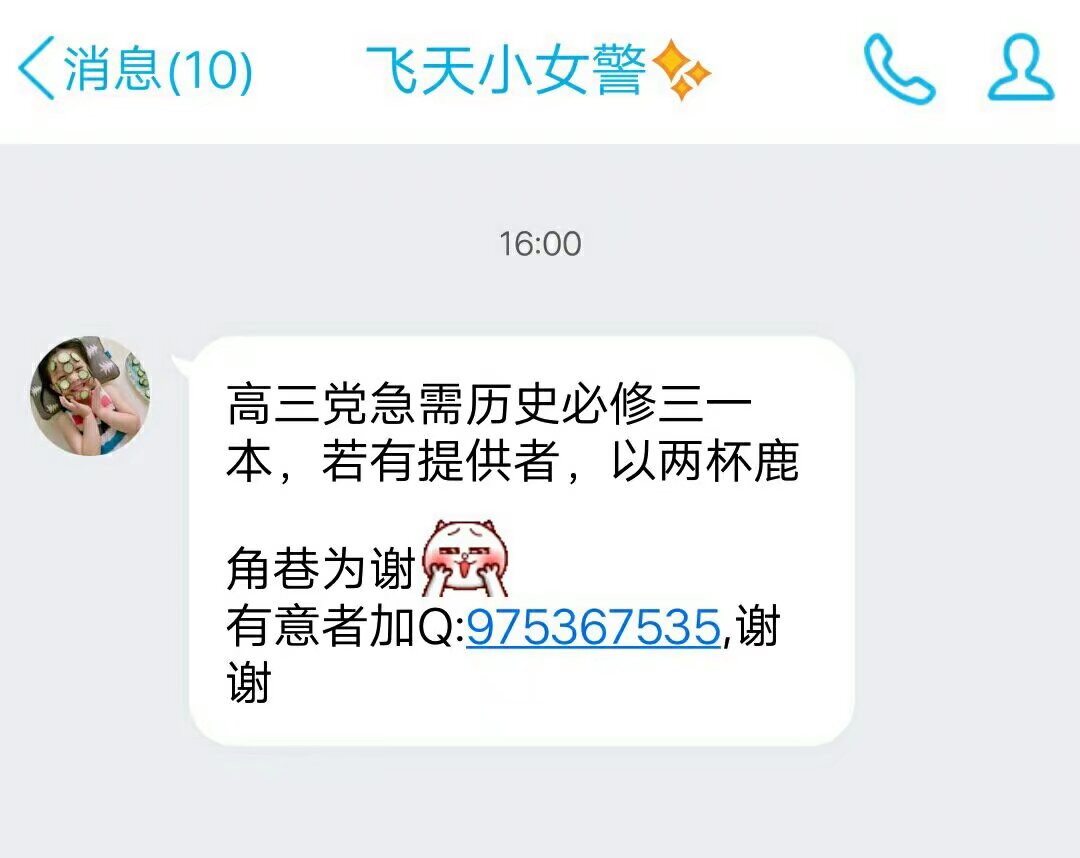 消息(10)
飞天小女警
16:00
高三党急需历史必修三一
本，若有提供者，以两杯鹿
角巷为谢
有意者加Q:975367535,谢
谢